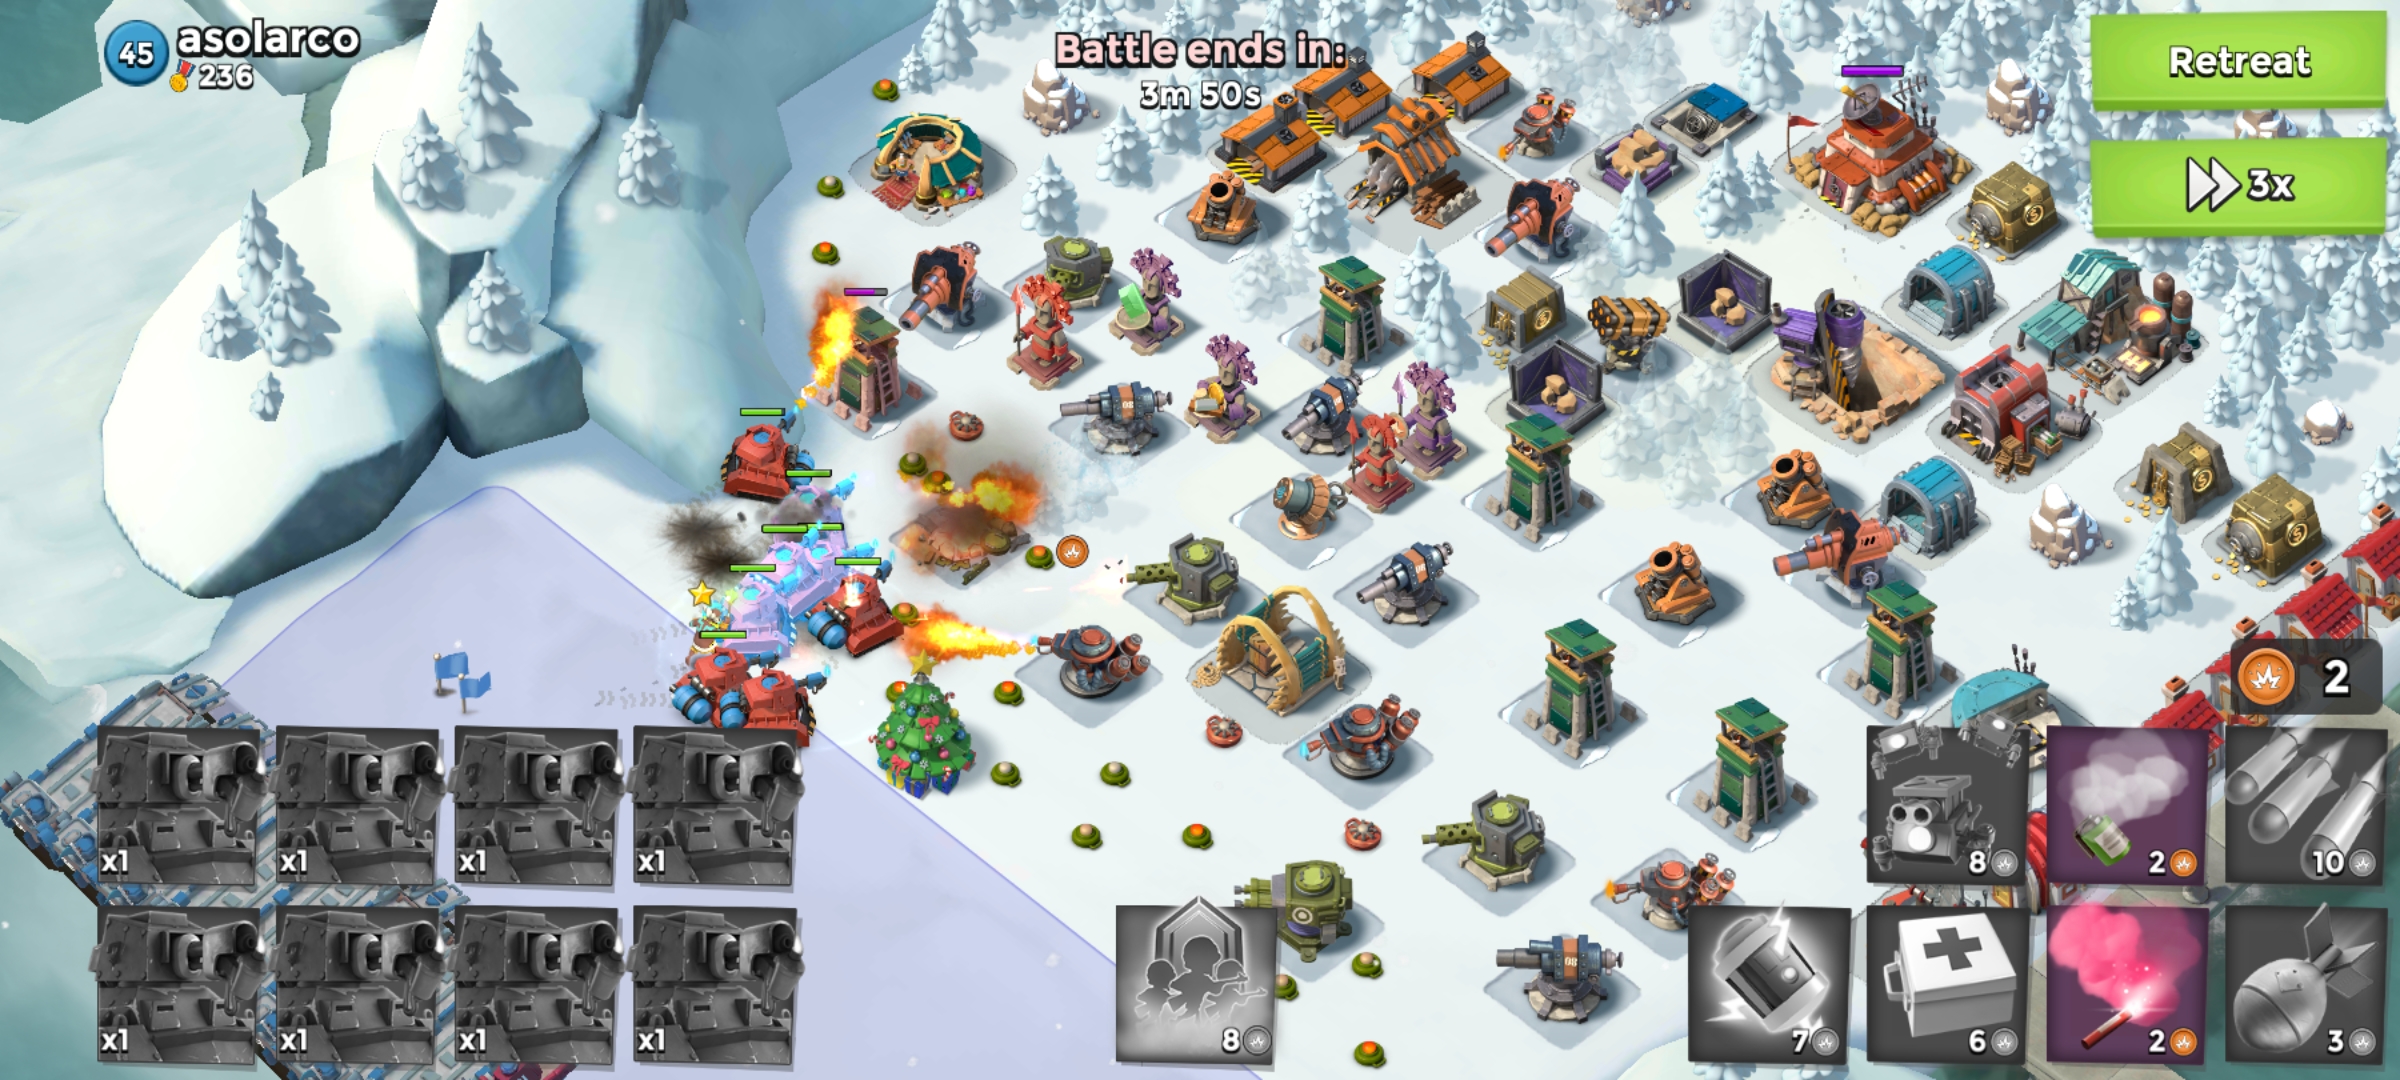 45
asolarco
236
Battle ends in:
3m 50s
Retreat
3x
2
x1
x1
x1
x1
8
2
10
x1
x1
x1
x1
8
7
6
2
3